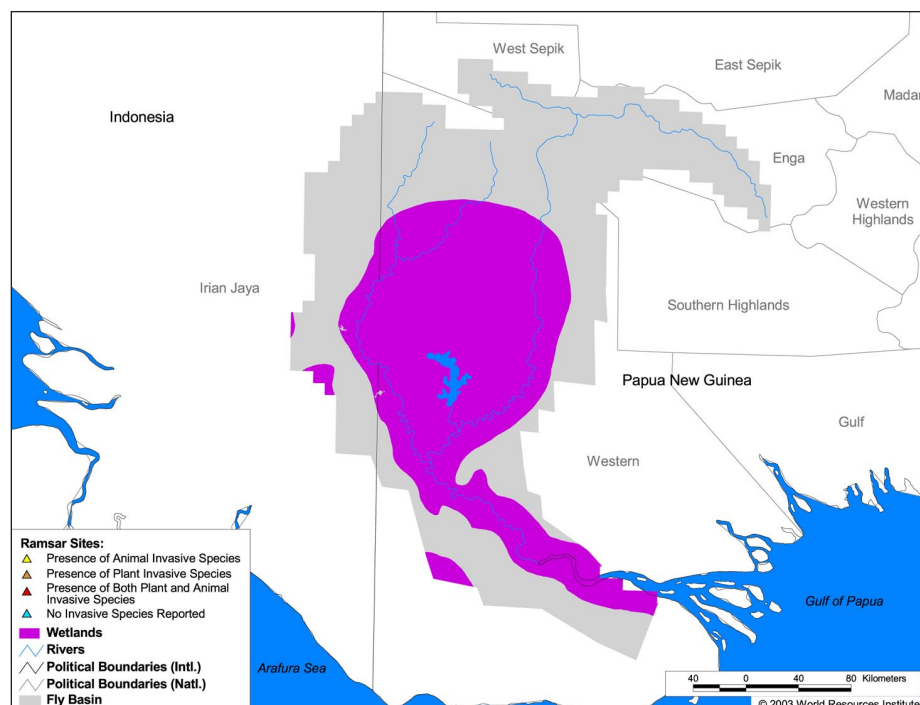 West Sepik
East Sepik
Indonesia
Madan
Enga
Western
Highlands
Irian Jaya
Southern Highlands
Papua New Guinea
Gulf
Western
Ramsar Sites:
Presence of Animal Invasive Species
Presence of Plant Invasive Species
Presence of Both Plant and Animal
Invasive Species
No Invasive Species Reported
Wetlands
Rivers
Political Boundaries (Intl.)
Political Boundaries (Natl.)
Fly Basin
Gulf of Papua
Arafura Sea
40 0 40 80 Kilometers
© 2003 World Resources Institute